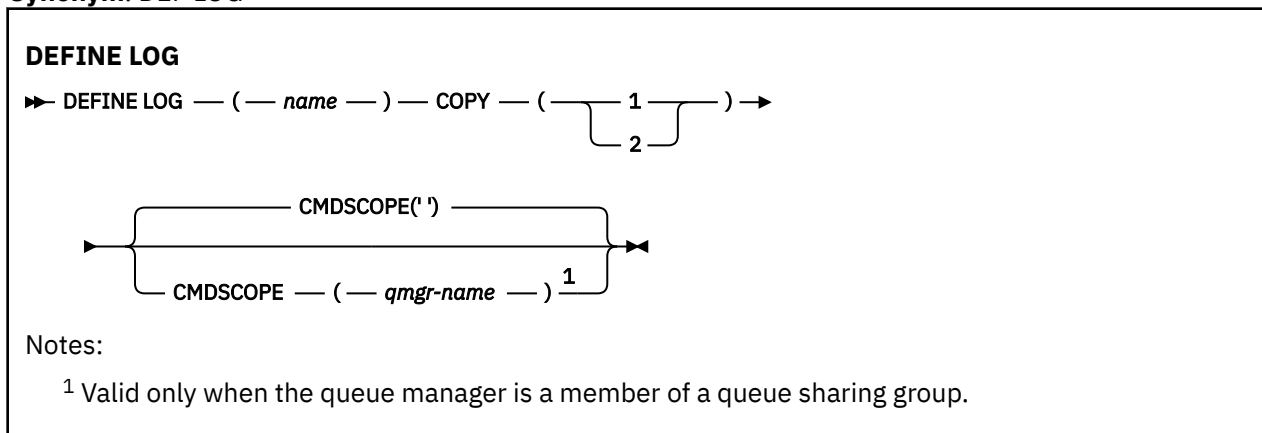 Synonym: DEF LOG
DEFINE LOG
DEFINE LOG — ( — name — ) — COPY — ( — 1 — ) →
2
CMDSCOPE(' ')
CMDSCOPE — ( — qmgr-name — ) 1
Notes:
1 Valid only when the queue manager is a member of a queue sharing group.